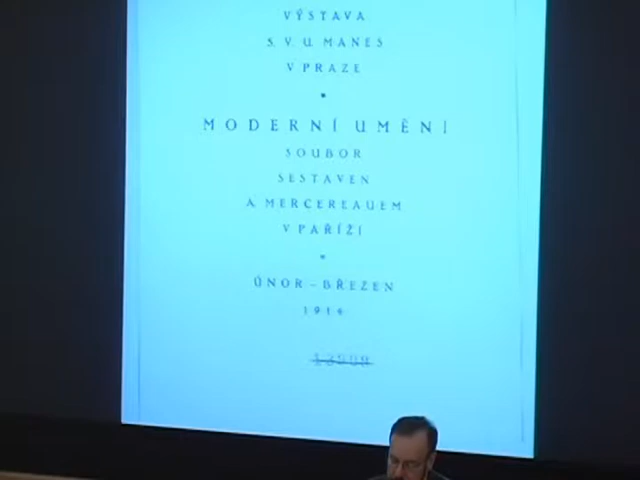 VÝSTAVA
S. V. U. MANES
V PRAZE
MODERNÍ UMĚNÍ
SOUBOR
SESTAVEN
A. MERCEREAUEM
V PAŘÍŽI
ÚNOR – BŘEZEN
1914